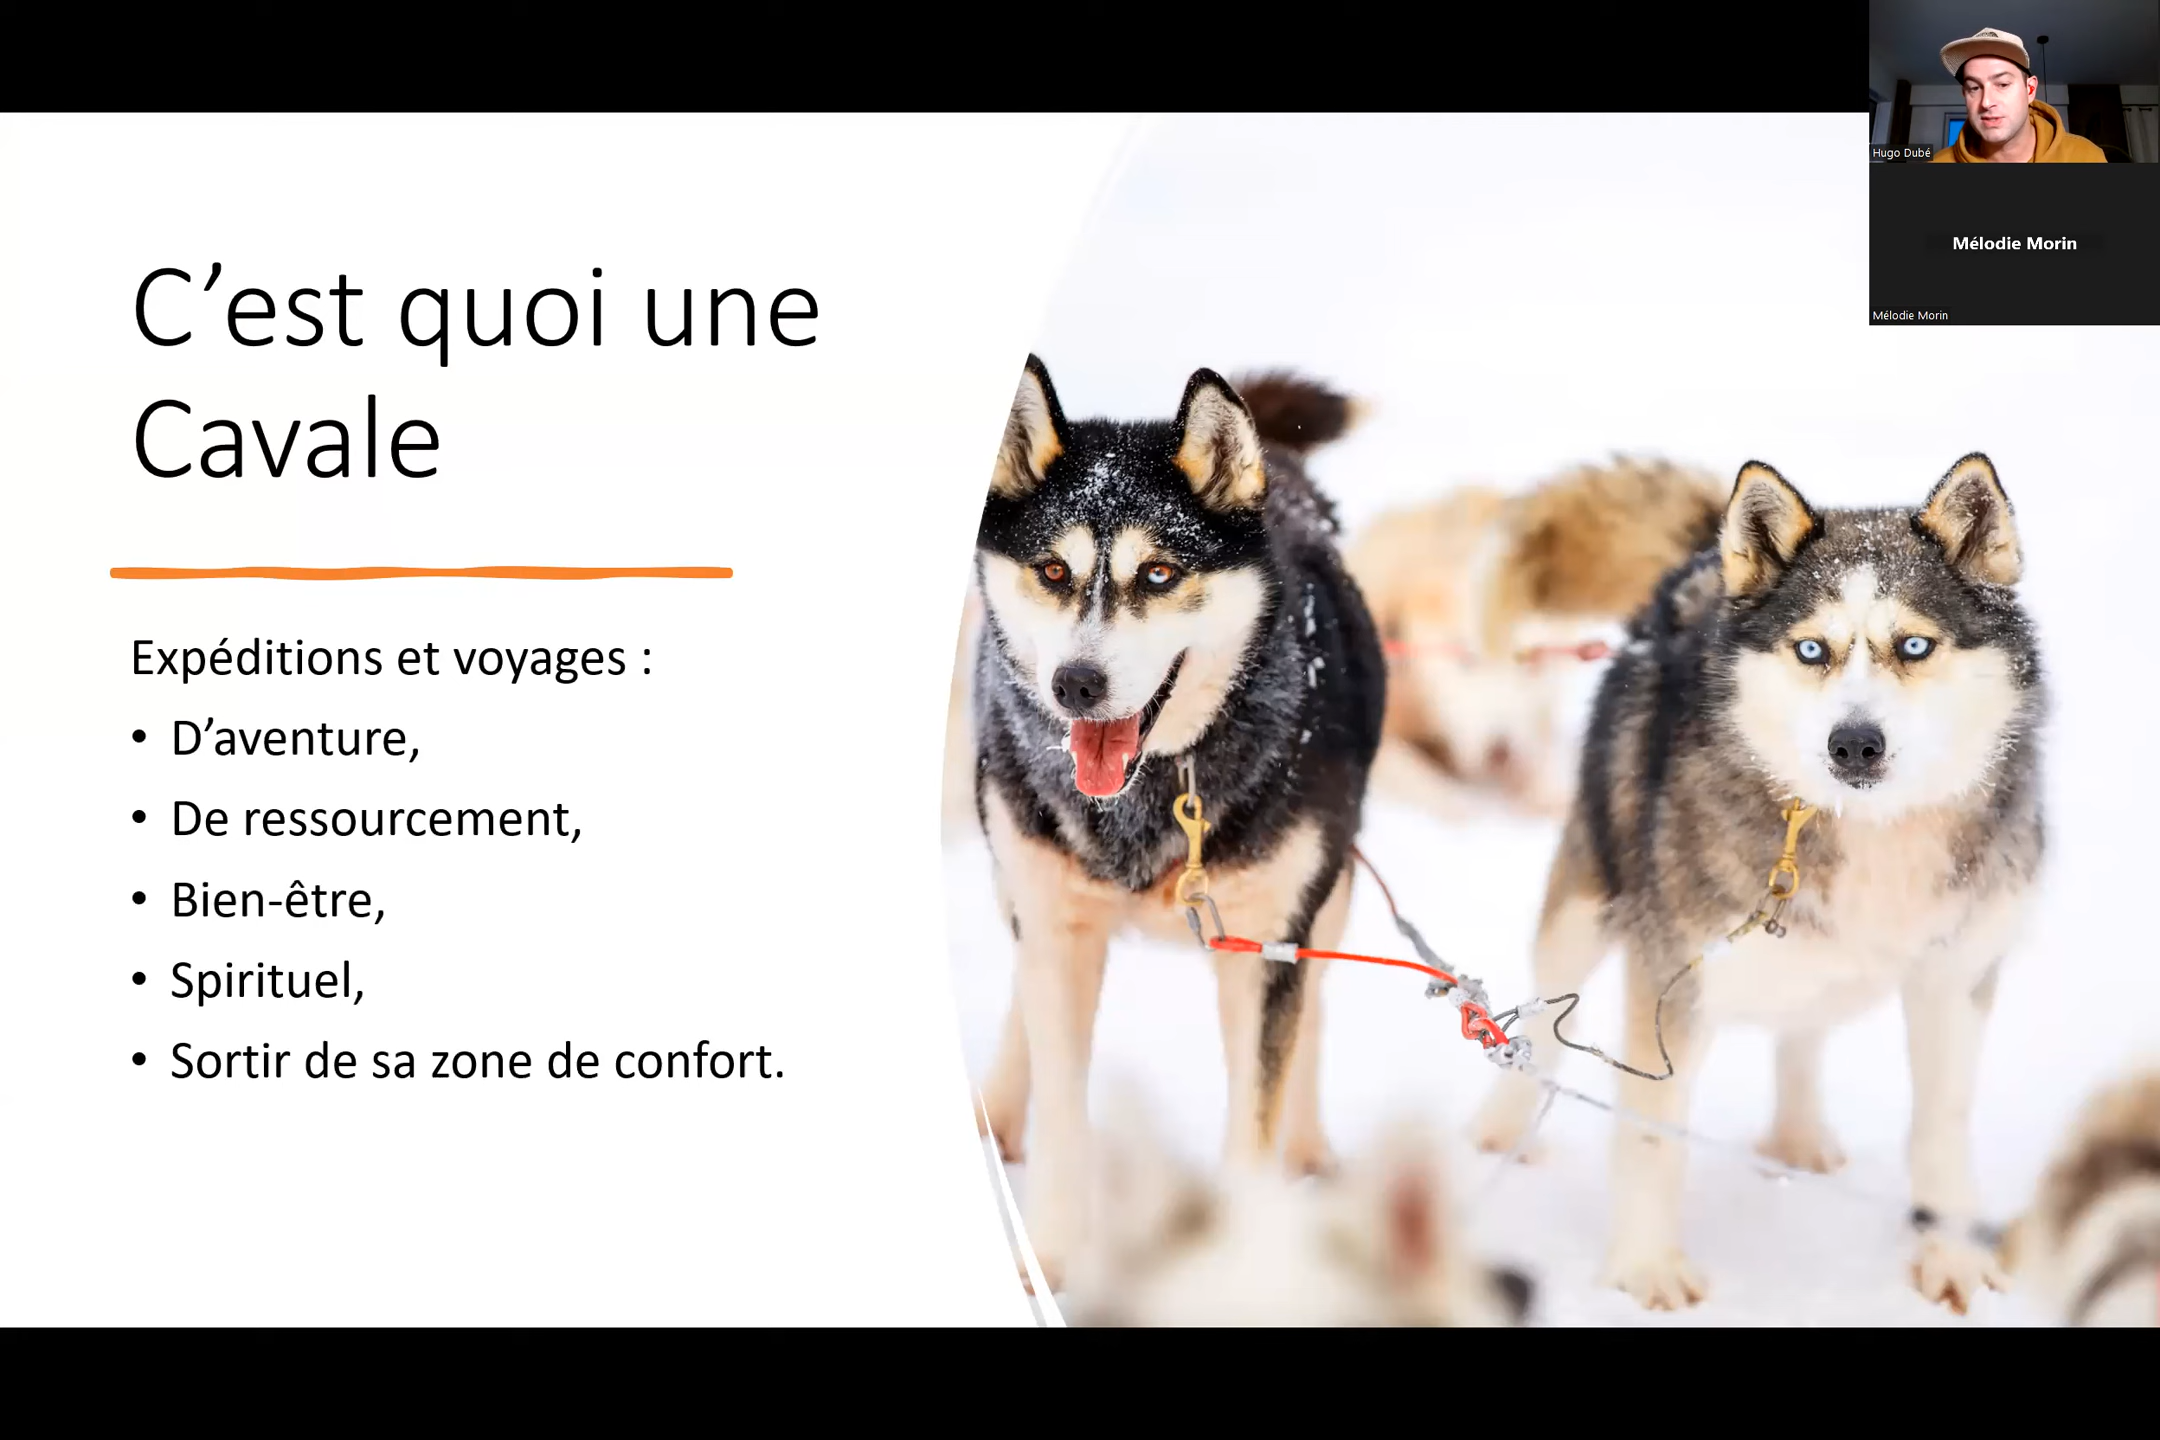 C’est quoi une
Cavale
Expéditions et voyages :
• D’aventure,
• De ressourcement,
• Bien-être,
• Spirituel,
• Sortir de sa zone de confort.
Hugo Dubé
Mélodie Morin
Mélodie Morin